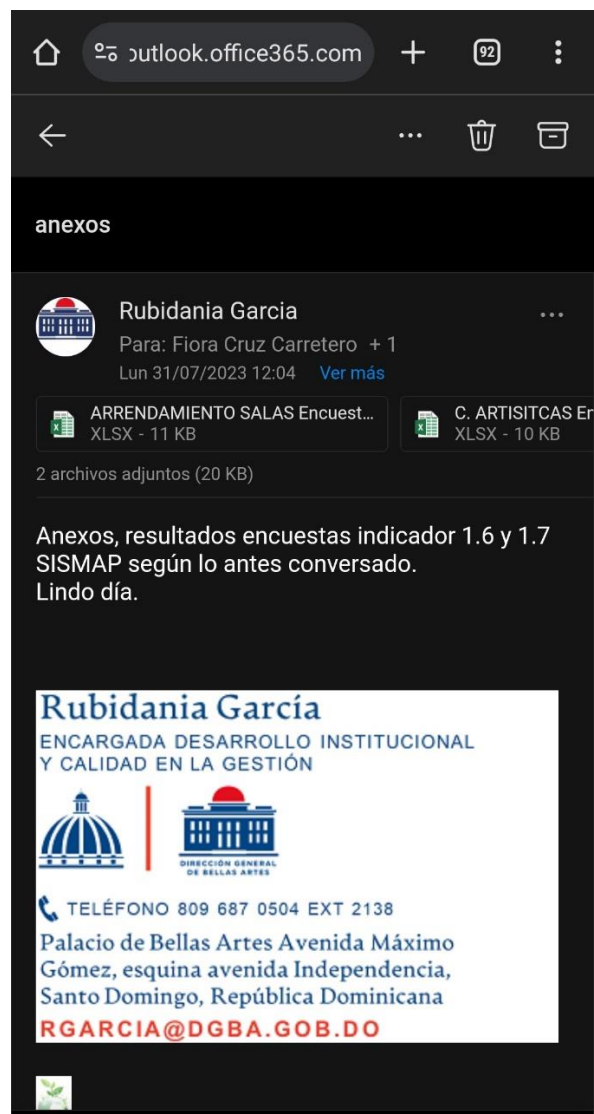 outlook.office365.com
92
anexos
Rubidania Garcia
Para: Fiora Cruz Carretero + 1
Lun 31/07/2023 12:04 Ver más
ARRENDAMIENTO SALAS Encuest...
XLSX - 11 KB
C. ARTISITCAS En
XLSX - 10 KB
2 archivos adjuntos (20 KB)
Anexos, resultados encuestas indicador 1.6 y 1.7
SISMAP según lo antes conversado.
Lindo día.
Rubidania García
ENCARGADA DESARROLLO INSTITUCIONAL
Y CALIDAD EN LA GESTIÓN
DIRECCIÓN GENERAL
DE BELLAS ARTES
TELÉFONO 809 687 0504 EXT 2138
Palacio de Bellas Artes Avenida Máximo
Gómez, esquina avenida Independencia,
Santo Domingo, República Dominicana
RGARCIA@DGBA.GOB.DO